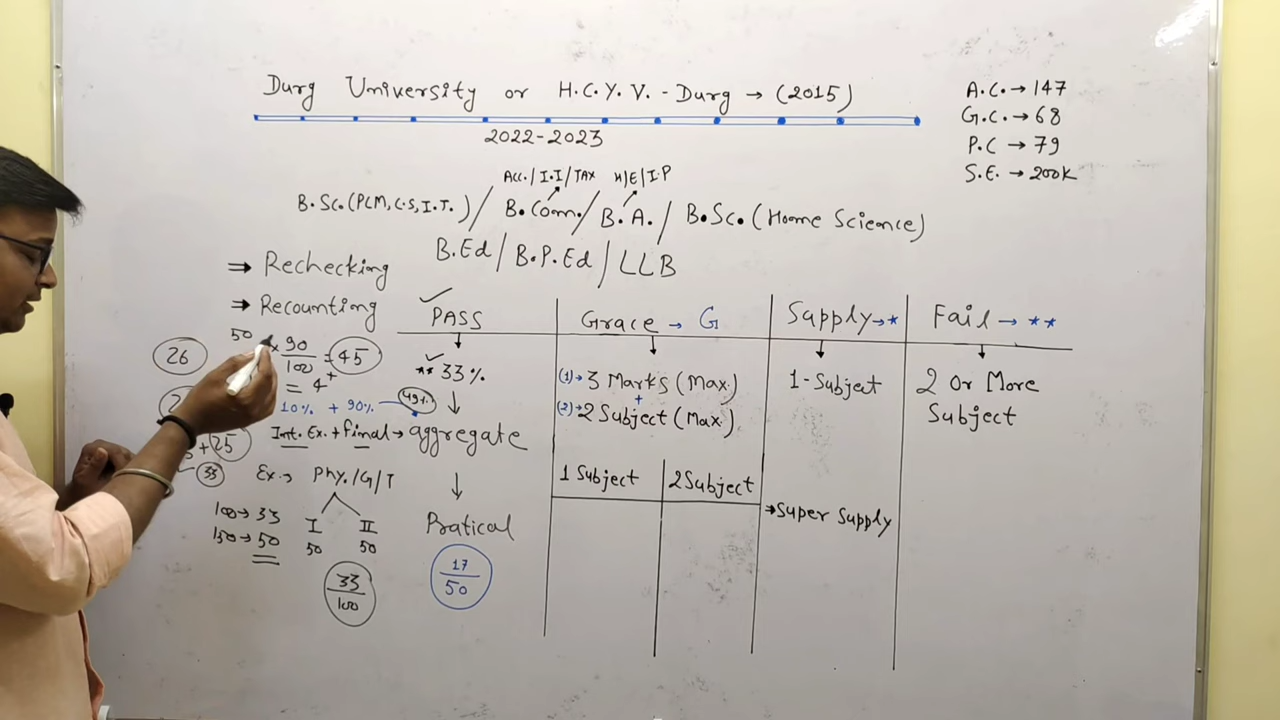 Durg University or H.C.Y.V.-Durg → (2015)
2022-2023
A.C. → 147
G.C. → 68
P.C → 79
S.E. → 200K
Acc./I.I/TAX H/E/I.P
B.Sc.(PCM, C.S, I.T.) / B.Com. / B.A. / B.Sc. (Home Science)
B.Ed / B.P.Ed / LLB
⇒ Rechecking
⇒ Recounting
50 × 90/100 = 45
= 4+
26
10% + 90%
49%
Int. Ex. + final → aggregate
+25
33
Ex.→ Phy./G/T
I II
50 50
100 → 33
150 → 50
33/100
PASS
** 33%
Pratical
17/50
Grace → G
(1) → 3 Marks (Max)
+
(2) → 2 Subject (Max)
1 Subject 2 Subject
Supply → *
1-Subject
→ Super Supply
Fail → **
2 Or More
Subject